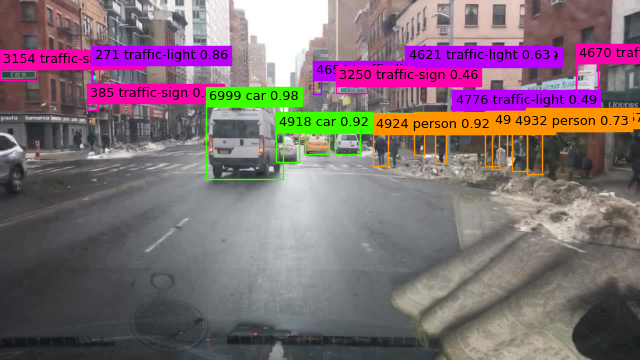 3154 traffic-s
271 traffic-light 0.86
4621 traffic-light 0.63
4670 traf
3250 traffic-sign 0.46
385 traffic-sign 0.
6999 car 0.98
4776 traffic-light 0.49
4918 car 0.92
4924 person 0.92
49
4932 person 0.73